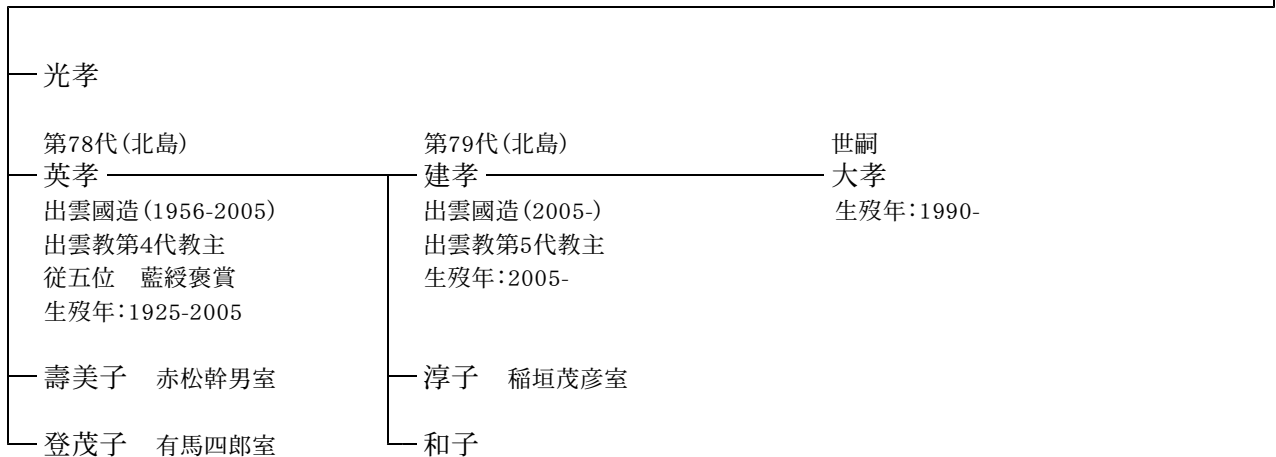 光孝
第78代（北島）
英孝
出雲國造（1956-2005）
出雲教第4代教主
従五位　藍綬褒賞
生歿年：1925-2005
第79代（北島）
建孝
出雲國造（2005-）
出雲教第5代教主
生歿年：2005-
世嗣
大孝
生歿年：1990-
壽美子　赤松幹男室
淳子　稲垣茂彦室
登茂子　有馬四郎室
和子